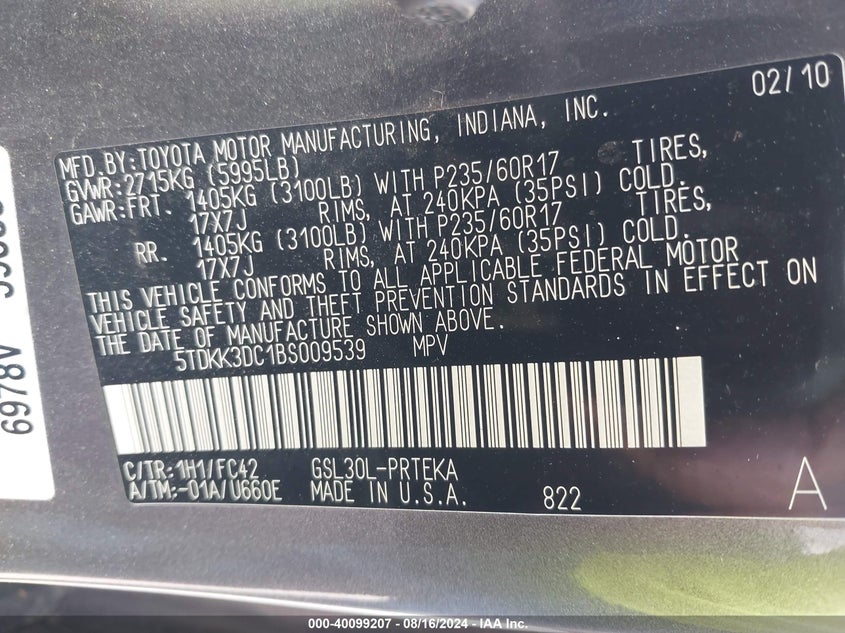 02/10
MFD.BY:TOYOTA MOTOR MANUFACTURING, INDIANA, INC.
GVWR:2715KG (5995LB)
GAWR:FRT. 1405KG (3100LB) WITH P235/60R17 TIRES,
17X7J RIMS, AT 240KPA (35PSI) COLD.
RR. 1405KG (3100LB) WITH P235/60R17 TIRES,
17X7J RIMS, AT 240KPA (35PSI) COLD.
THIS VEHICLE CONFORMS TO ALL APPLICABLE FEDERAL MOTOR
VEHICLE SAFETY AND THEFT PREVENTION STANDARDS IN EFFECT ON
THE DATE OF MANUFACTURE SHOWN ABOVE.
5TDKK3DC1BS009539 MPV
C/TR:1H1/FC42 GSL30L-PRTEKA
A/TM:-01A/U660E MADE IN U.S.A. 822 A
6978V
000-40099207 - 08/16/2024 - IAA Inc.